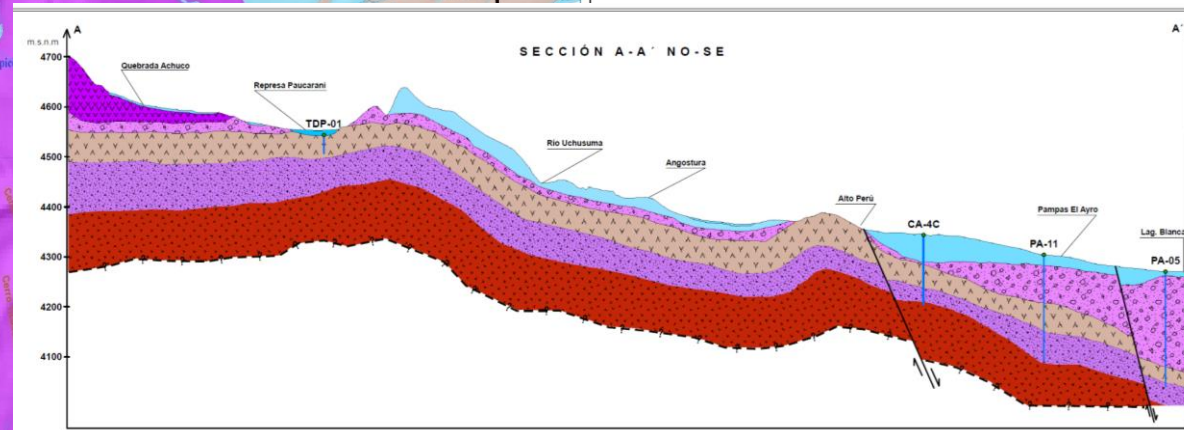 A
A´
m.s.n.m
SECCIÓN A-A´ NO-SE
4700
Quebrada Achuco
Represa Paucarani
4600
TDP-01
4500
Río Uchusuma
Angostura
4400
Alto Perú
CA-4C
Pampas El Ayro
Lag. Blanca
PA-11
PA-05
4300
4200
4100